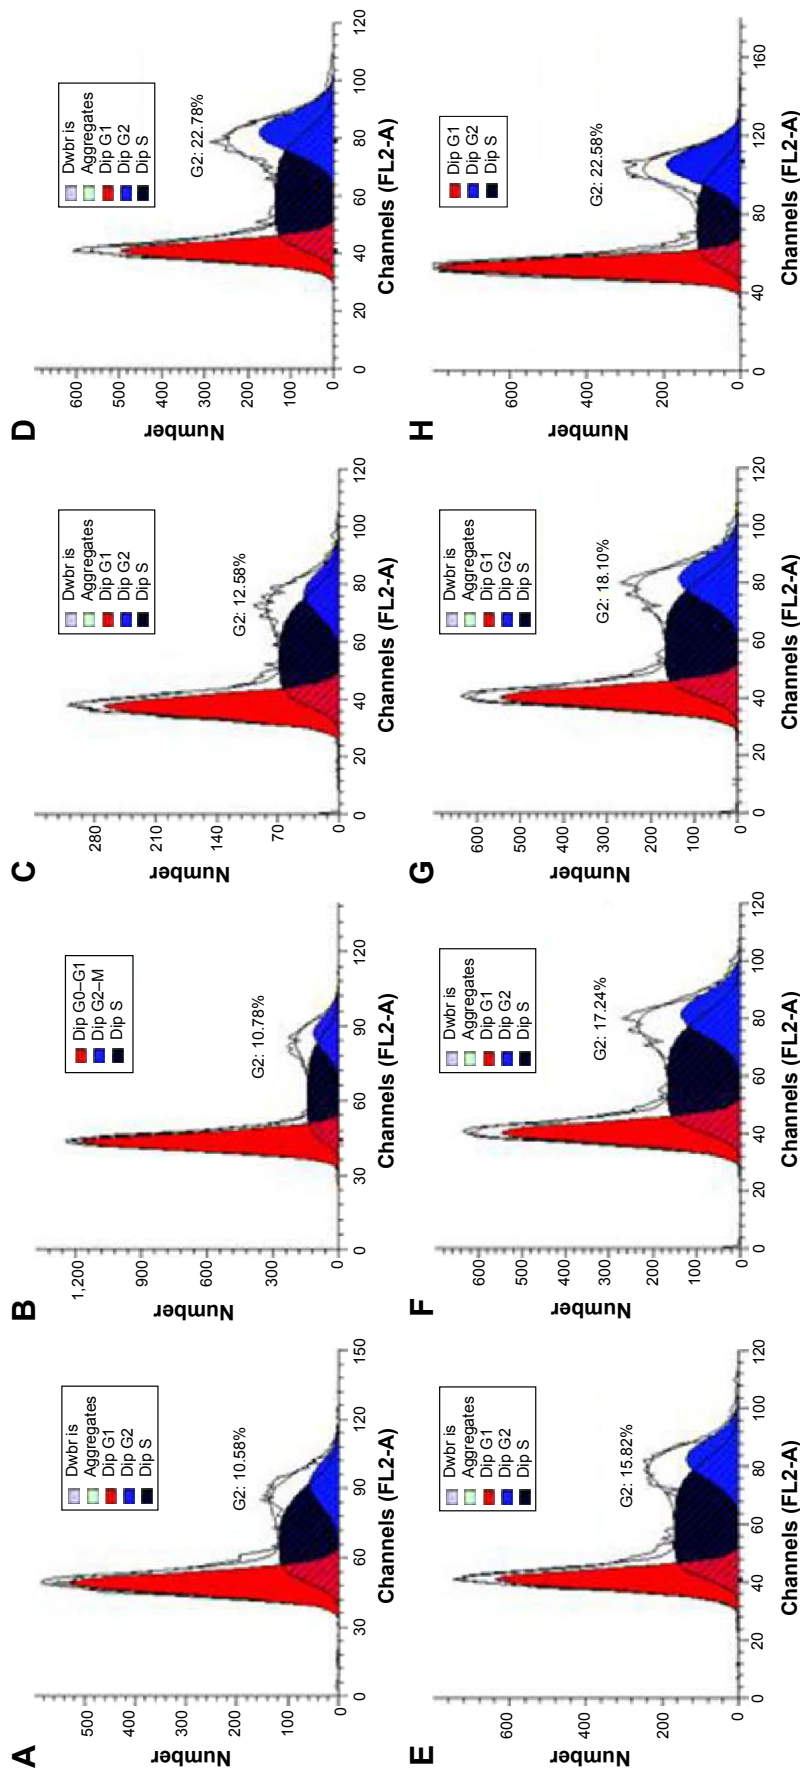 A
Number
500
400
300
200
100
0
0
30
60
90
120
150
Channels (FL2-A)
Dwbr is
Aggregates
Dip G1
Dip G2
Dip S
G2: 10.58%
B
Number
1,200
900
600
300
0
0
30
60
90
120
Channels (FL2-A)
Dip G0–G1
Dip G2–M
Dip S
G2: 10.78%
C
Number
280
210
140
70
0
0
20
40
60
80
100
120
Channels (FL2-A)
Dwbr is
Aggregates
Dip G1
Dip G2
Dip S
G2: 12.58%
D
Number
600
500
400
300
200
100
0
0
20
40
60
80
100
120
Channels (FL2-A)
Dwbr is
Aggregates
Dip G1
Dip G2
Dip S
G2: 22.78%
E
Number
600
400
200
0
0
20
40
60
80
100
120
Channels (FL2-A)
Dwbr is
Aggregates
Dip G1
Dip G2
Dip S
G2: 15.82%
F
Number
600
500
400
300
200
100
0
0
20
40
60
80
100
120
Channels (FL2-A)
Dwbr is
Aggregates
Dip G1
Dip G2
Dip S
G2: 17.24%
G
Number
600
500
400
300
200
100
0
0
20
40
60
80
100
120
Channels (FL2-A)
Dwbr is
Aggregates
Dip G1
Dip G2
Dip S
G2: 18.10%
H
Number
600
400
200
0
0
40
80
120
160
Channels (FL2-A)
Dip G1
Dip G2
Dip S
G2: 22.58%